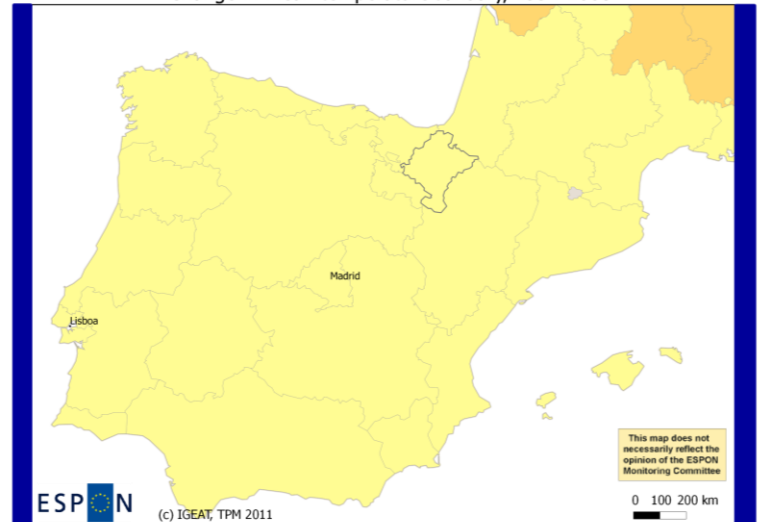 Madrid
Lisboa
This map does not
necessarily reflect the
opinion of the ESPON
Monitoring Committee
ESPON
(c) IGEAT, TPM 2011
0 100 200 km